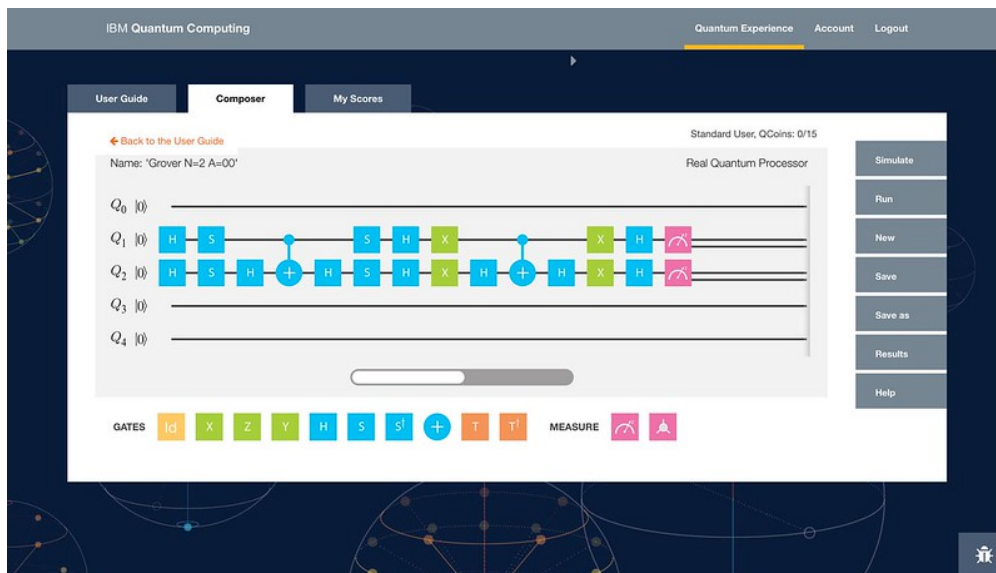 IBM Quantum Computing
Quantum Experience Account Logout
User Guide Composer My Scores
Standard User, QCoins: 0/15
← Back to the User Guide
Name: 'Grover N=2 A=00' Real Quantum Processor
Q₀ |0⟩
Q₁ |0⟩ H S S H X X H
Q₂ |0⟩ H S H + H S H X H + H X H
Q₃ |0⟩
Q₄ |0⟩
GATES Id X Z Y H S S† + T T† MEASURE
Simulate
Run
New
Save
Save as
Results
Help